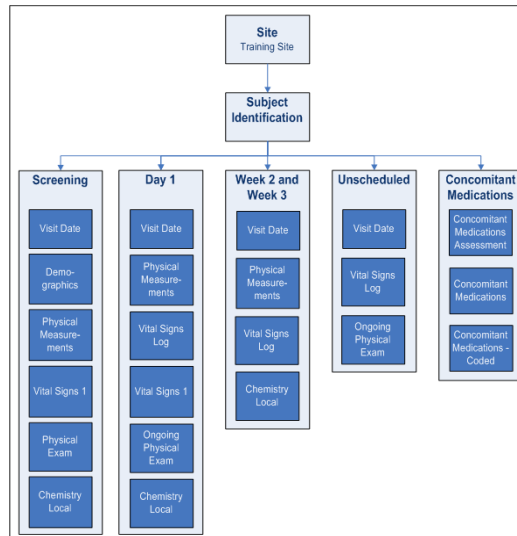 Site
Training Site
Subject
Identification
Screening
Visit Date
Demo-
graphics
Physical
Measure-
ments
Vital Signs 1
Physical
Exam
Chemistry
Local
Day 1
Visit Date
Physical
Measure-
ments
Vital Signs
Log
Vital Signs 1
Ongoing
Physical
Exam
Chemistry
Local
Week 2 and
Week 3
Visit Date
Physical
Measure-
ments
Vital Signs
Log
Chemistry
Local
Unscheduled
Visit Date
Vital Signs
Log
Ongoing
Physical
Exam
Concomitant
Medications
Concomitant
Medications
Assessment
Concomitant
Medications
Concomitant
Medications -
Coded